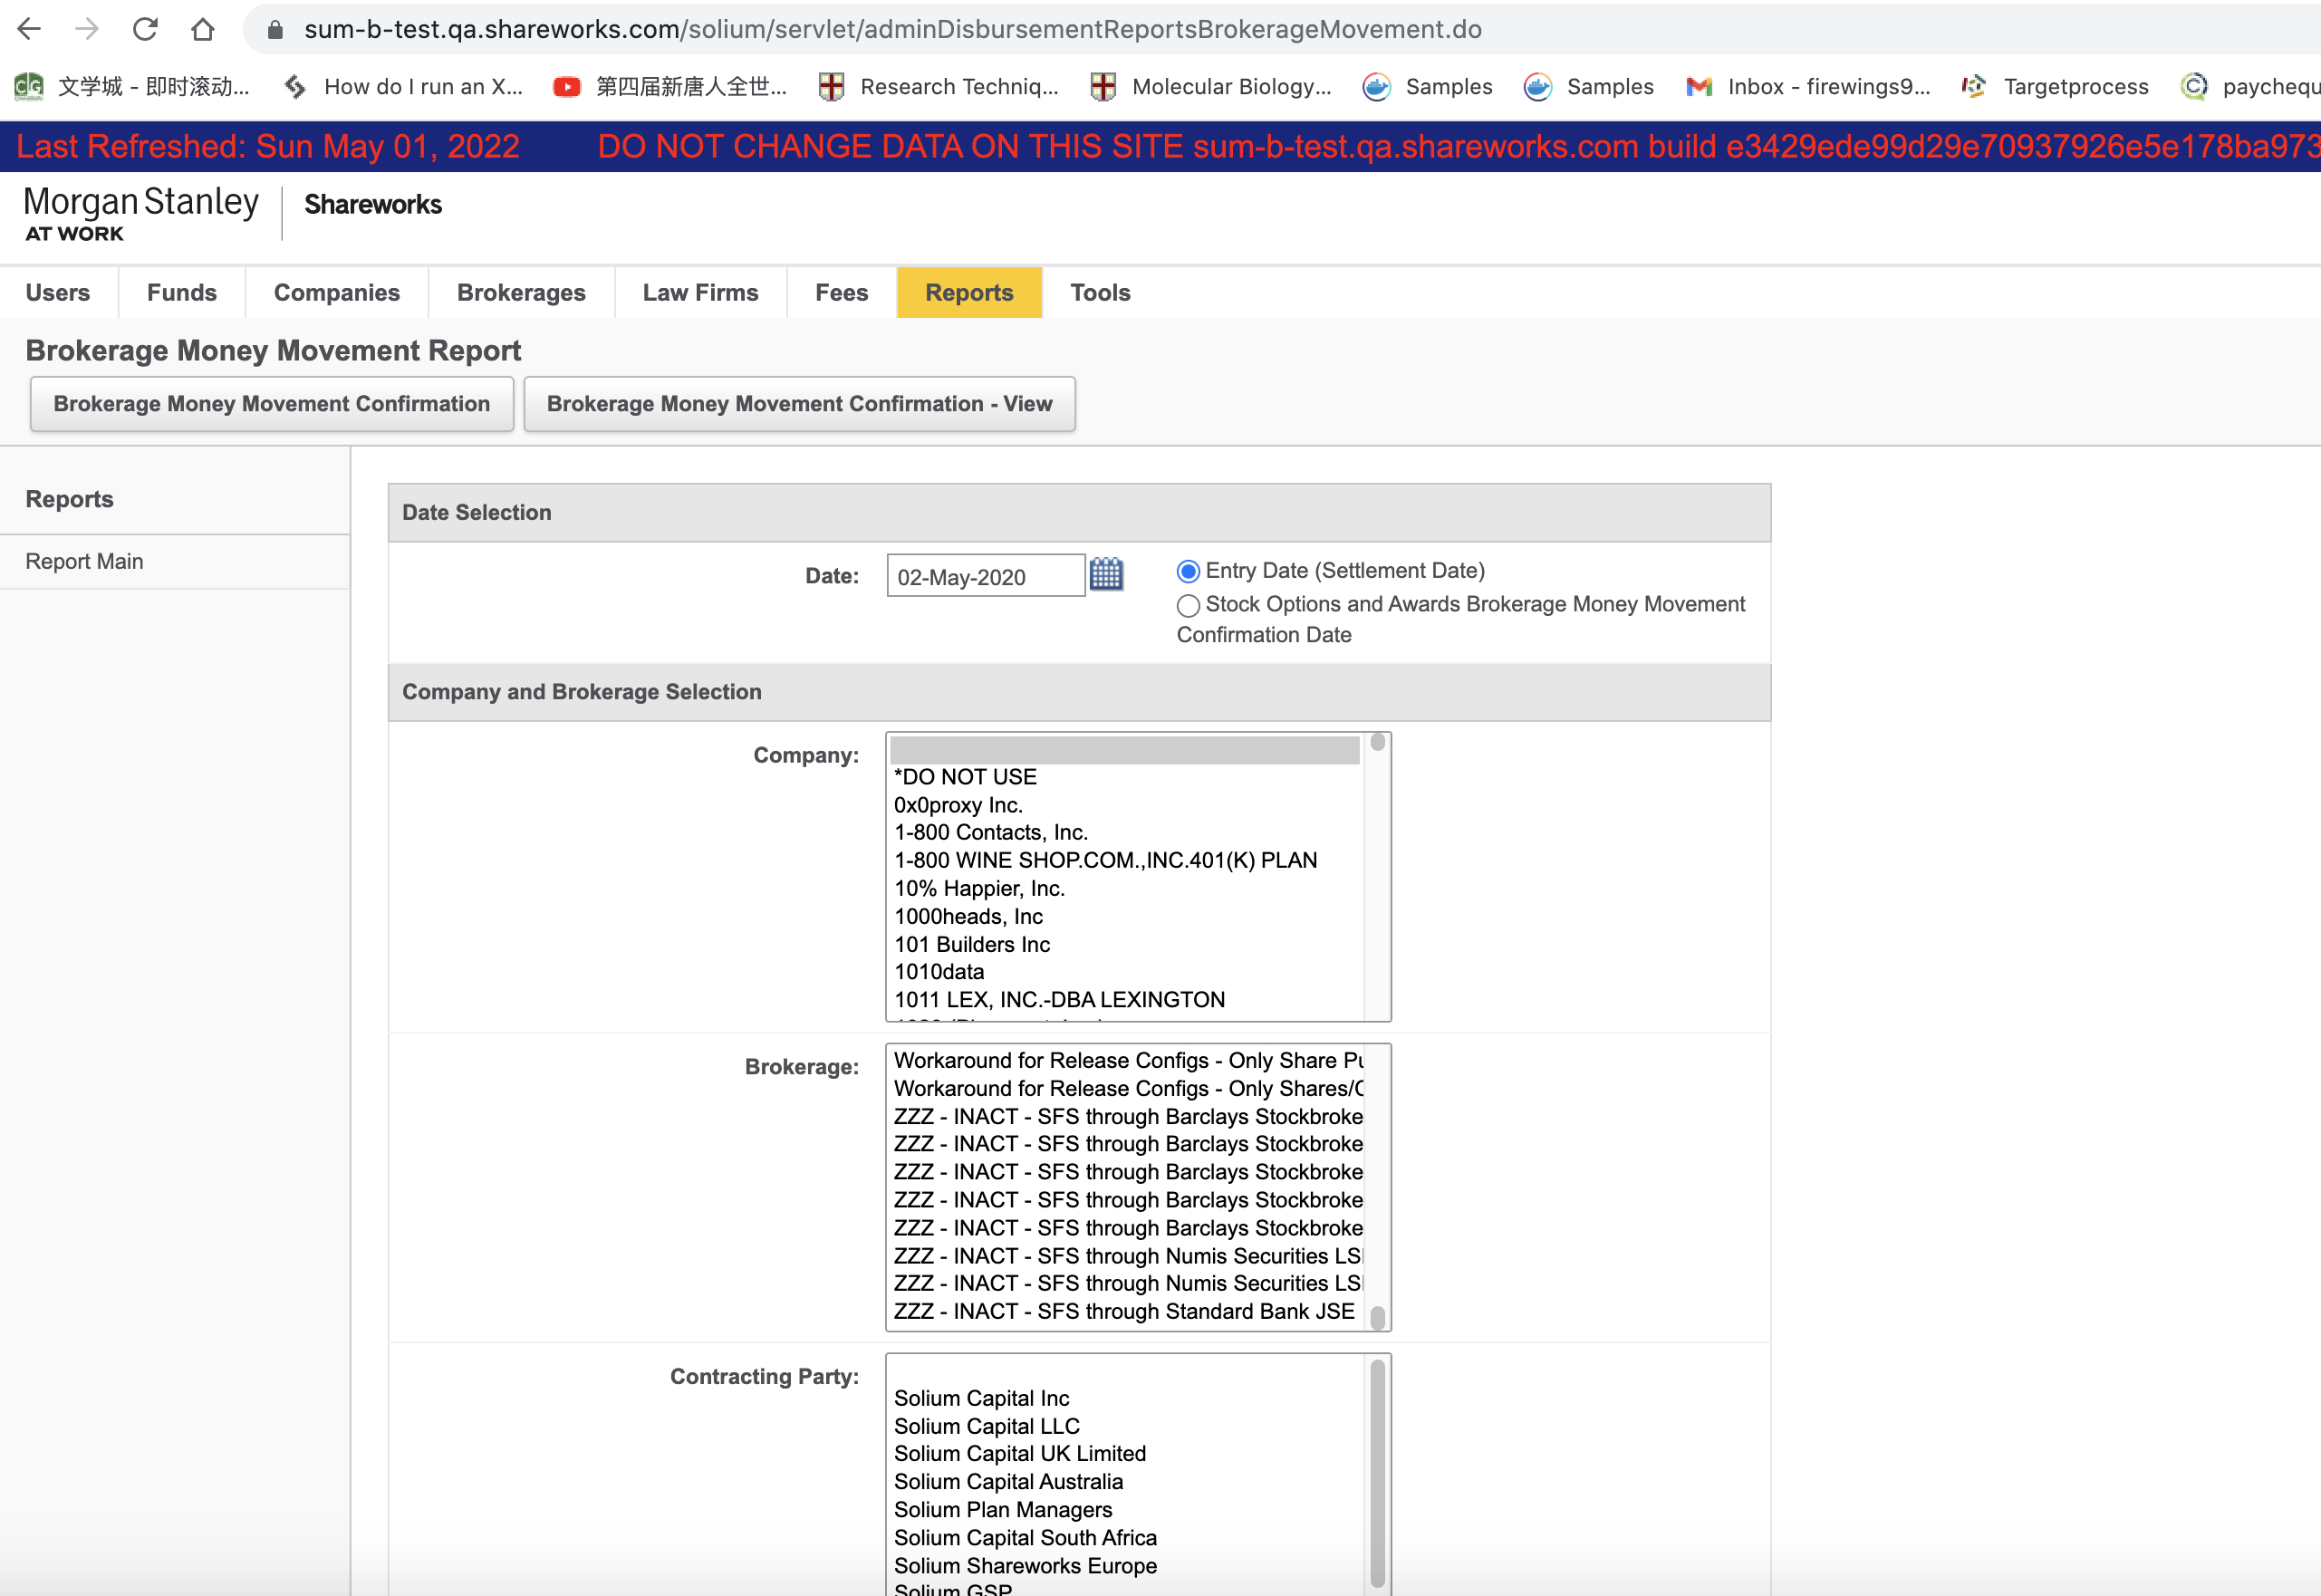 sum-b-test.qa.shareworks.com/solium/servlet/adminDisbursementReportsBrokerageMovement.do
文学城 - 即时滚动... How do I run an X... 第四届新唐人全世... Research Techniq... Molecular Biology... Samples Samples Inbox - firewings9... Targetprocess paychequ
Last Refreshed: Sun May 01, 2022 DO NOT CHANGE DATA ON THIS SITE sum-b-test.qa.shareworks.com build e3429ede99d29e70937926e5e178ba973
Morgan Stanley
AT WORK
Shareworks
Users Funds Companies Brokerages Law Firms Fees Reports Tools
Brokerage Money Movement Report
Brokerage Money Movement Confirmation Brokerage Money Movement Confirmation - View
Reports
Report Main
Date Selection
Date: 02-May-2020 Entry Date (Settlement Date)
Stock Options and Awards Brokerage Money Movement
Confirmation Date
Company and Brokerage Selection
Company:
*DO NOT USE
0x0proxy Inc.
1-800 Contacts, Inc.
1-800 WINE SHOP.COM.,INC.401(K) PLAN
10% Happier, Inc.
1000heads, Inc
101 Builders Inc
1010data
1011 LEX, INC.-DBA LEXINGTON
Brokerage:
Workaround for Release Configs - Only Share Pu
Workaround for Release Configs - Only Shares/C
ZZZ - INACT - SFS through Barclays Stockbroke
ZZZ - INACT - SFS through Barclays Stockbroke
ZZZ - INACT - SFS through Barclays Stockbroke
ZZZ - INACT - SFS through Barclays Stockbroke
ZZZ - INACT - SFS through Barclays Stockbroke
ZZZ - INACT - SFS through Numis Securities LS
ZZZ - INACT - SFS through Numis Securities LS
ZZZ - INACT - SFS through Standard Bank JSE
Contracting Party:
Solium Capital Inc
Solium Capital LLC
Solium Capital UK Limited
Solium Capital Australia
Solium Plan Managers
Solium Capital South Africa
Solium Shareworks Europe
Solium GSP